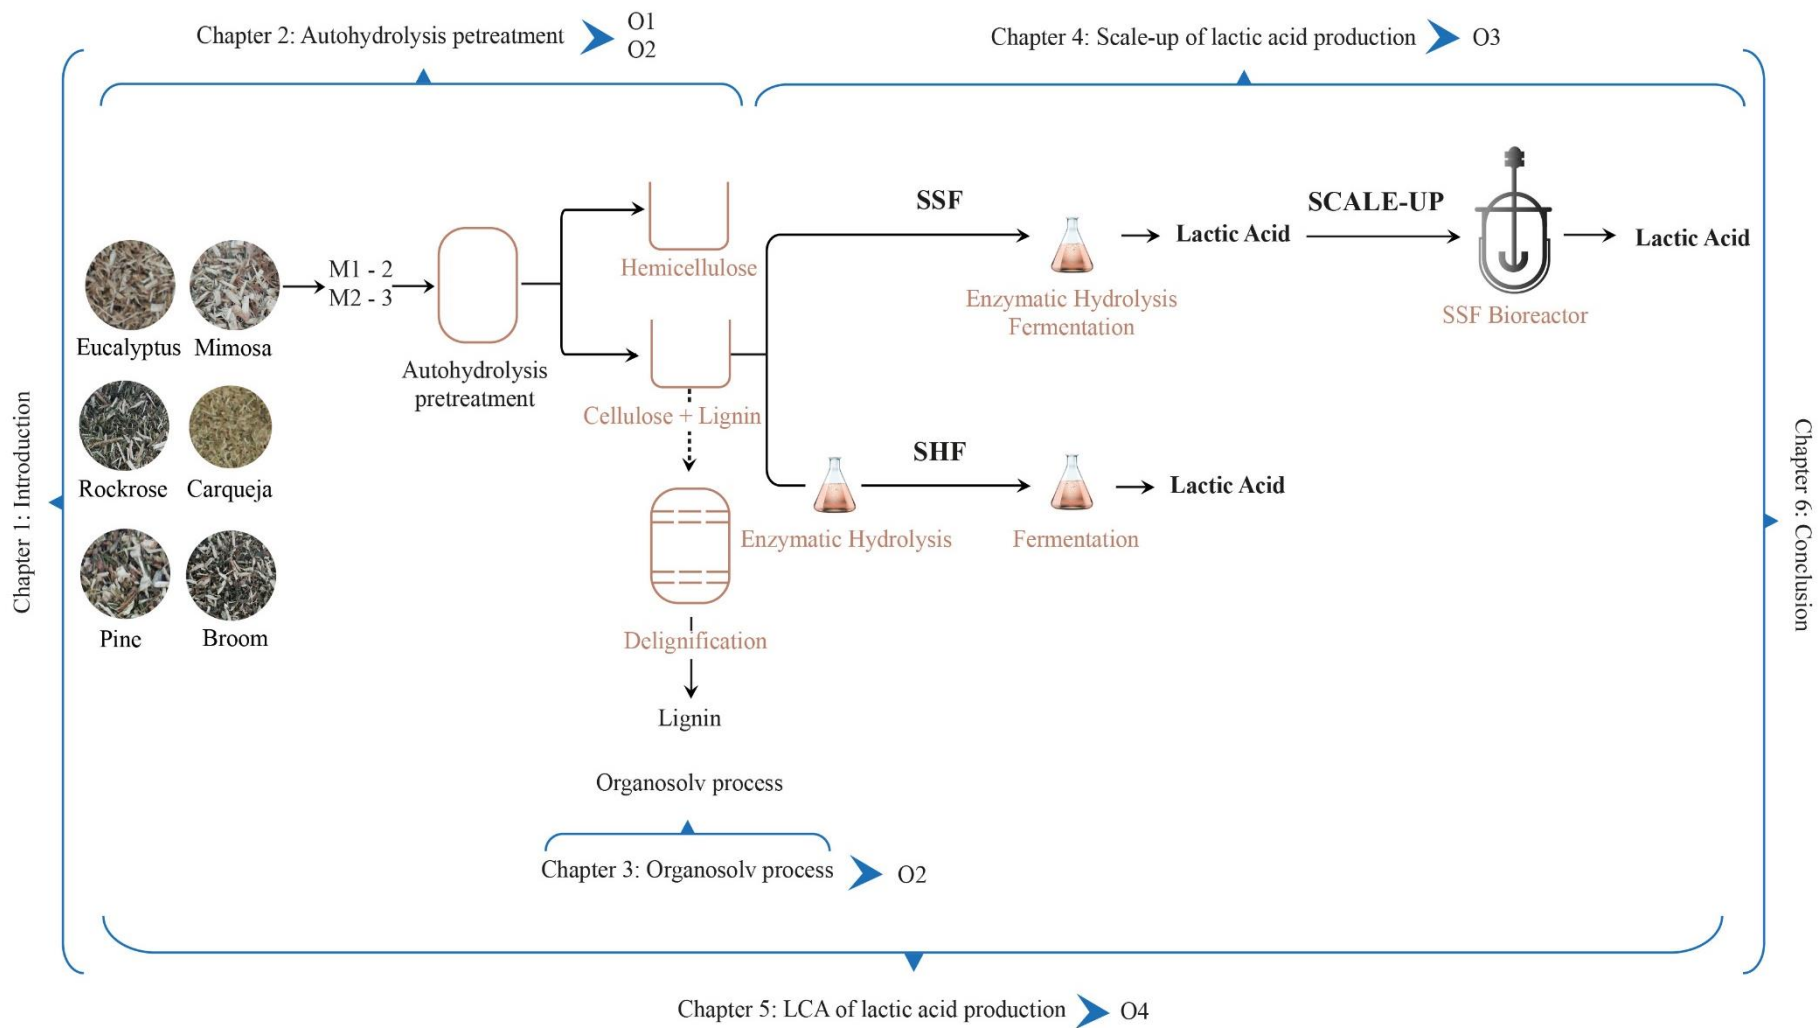 Chapter 2: Autohydrolysis petreatment
O1
O2
Chapter 4: Scale-up of lactic acid production
O3
Chapter 1: Introduction
Eucalyptus
Mimosa
Rockrose
Carqueja
Pine
Broom
M1 - 2
M2 - 3
Autohydrolysis
pretreatment
Hemicellulose
Cellulose + Lignin
Delignification
Lignin
Organosolv process
SSF
Enzymatic Hydrolysis
Fermentation
Lactic Acid
SCALE-UP
SSF Bioreactor
Lactic Acid
Enzymatic Hydrolysis
SHF
Fermentation
Lactic Acid
Chapter 6: Conclusion
Chapter 3: Organosolv process
O2
Chapter 5: LCA of lactic acid production
O4